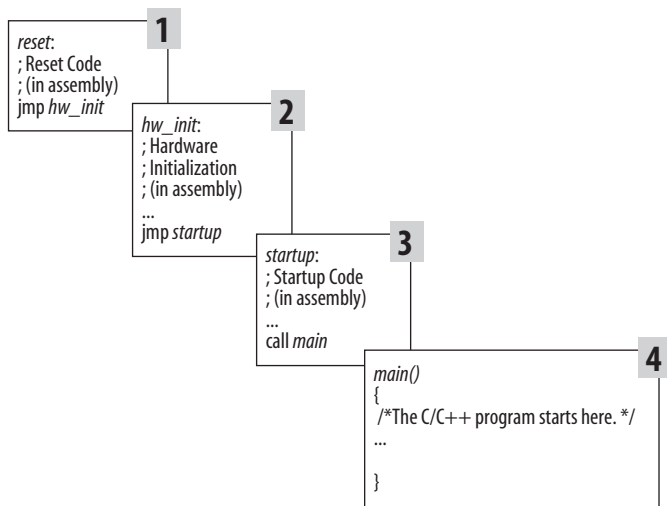 1
reset:
; Reset Code
; (in assembly)
jmp hw_init
2
hw_init:
; Hardware
; Initialization
; (in assembly)
...
jmp startup
3
startup:
; Startup Code
; (in assembly)
...
call main
4
main()
{
/*The C/C++ program starts here. */
...
}